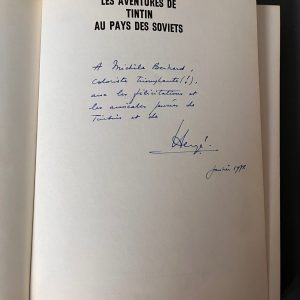 LES AVENTURES DE
TINTIN
AU PAYS DES SOVIETS
A Michèle Bernard,
coloriste triomphante (!),
avec les félicitations et
les amicales pensées de
Tintin et de
Hergé.
janvier 197